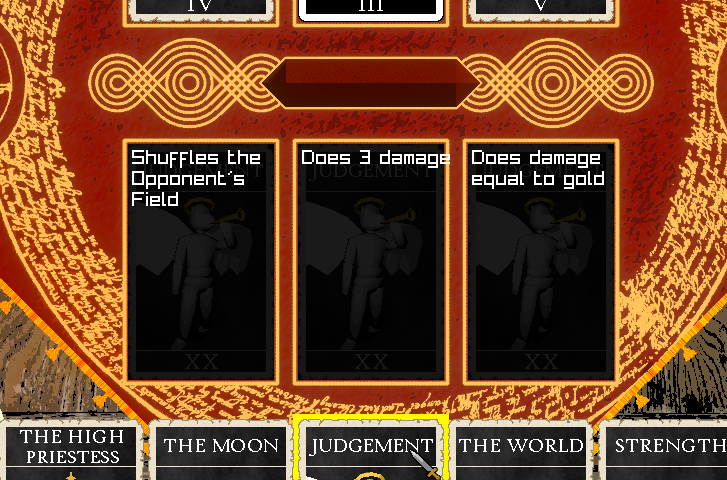 IV
III
V
Shuffles the
Opponent's
Field
Does 3 damage
Does damage
equal to gold
JUDGEMENT
XX
XX
XX
THE HIGH
PRIESTESS
THE MOON
JUDGEMENT
THE WORLD
STRENGTH